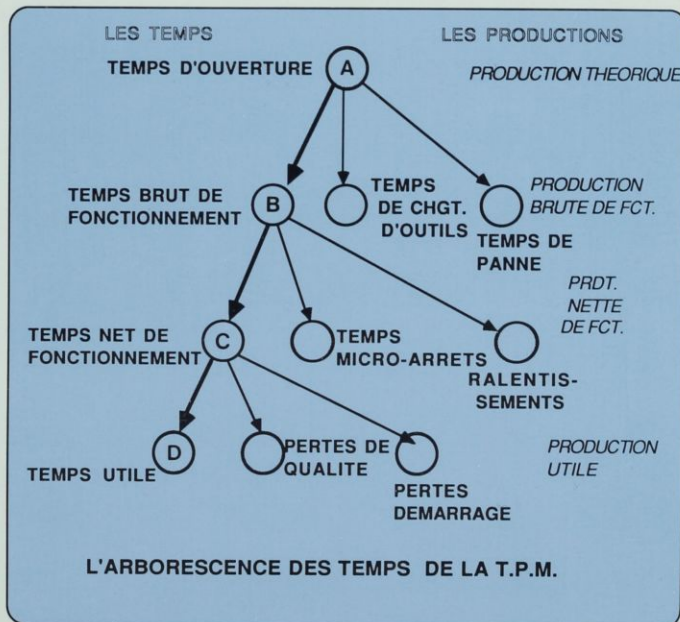 LES TEMPS
LES PRODUCTIONS
TEMPS D'OUVERTURE
A
PRODUCTION THEORIQUE
TEMPS BRUT DE
FONCTIONNEMENT
B
TEMPS
DE CHGT.
D'OUTILS
TEMPS DE
PANNE
PRODUCTION
BRUTE DE FCT.
PRDT.
NETTE
DE FCT.
TEMPS NET DE
FONCTIONNEMENT
C
TEMPS
MICRO-ARRETS
RALENTIS-
SEMENTS
D
TEMPS UTILE
PERTES DE
QUALITE
PERTES
DEMARRAGE
PRODUCTION
UTILE
L'ARBORESCENCE DES TEMPS DE LA T.P.M.